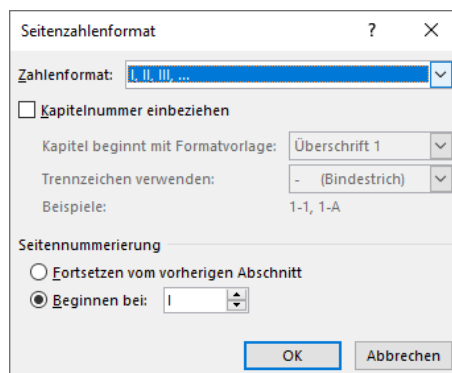 Seitenzahlenformat ? ×
Zahlenformat: I, II, III, ...
Kapitelnummer einbeziehen
Kapitel beginnt mit Formatvorlage: Überschrift 1
Trennzeichen verwenden: - (Bindestrich)
Beispiele: 1-1, 1-A
Seitennummerierung
Fortsetzen vom vorherigen Abschnitt
Beginnen bei: I
OK Abbrechen